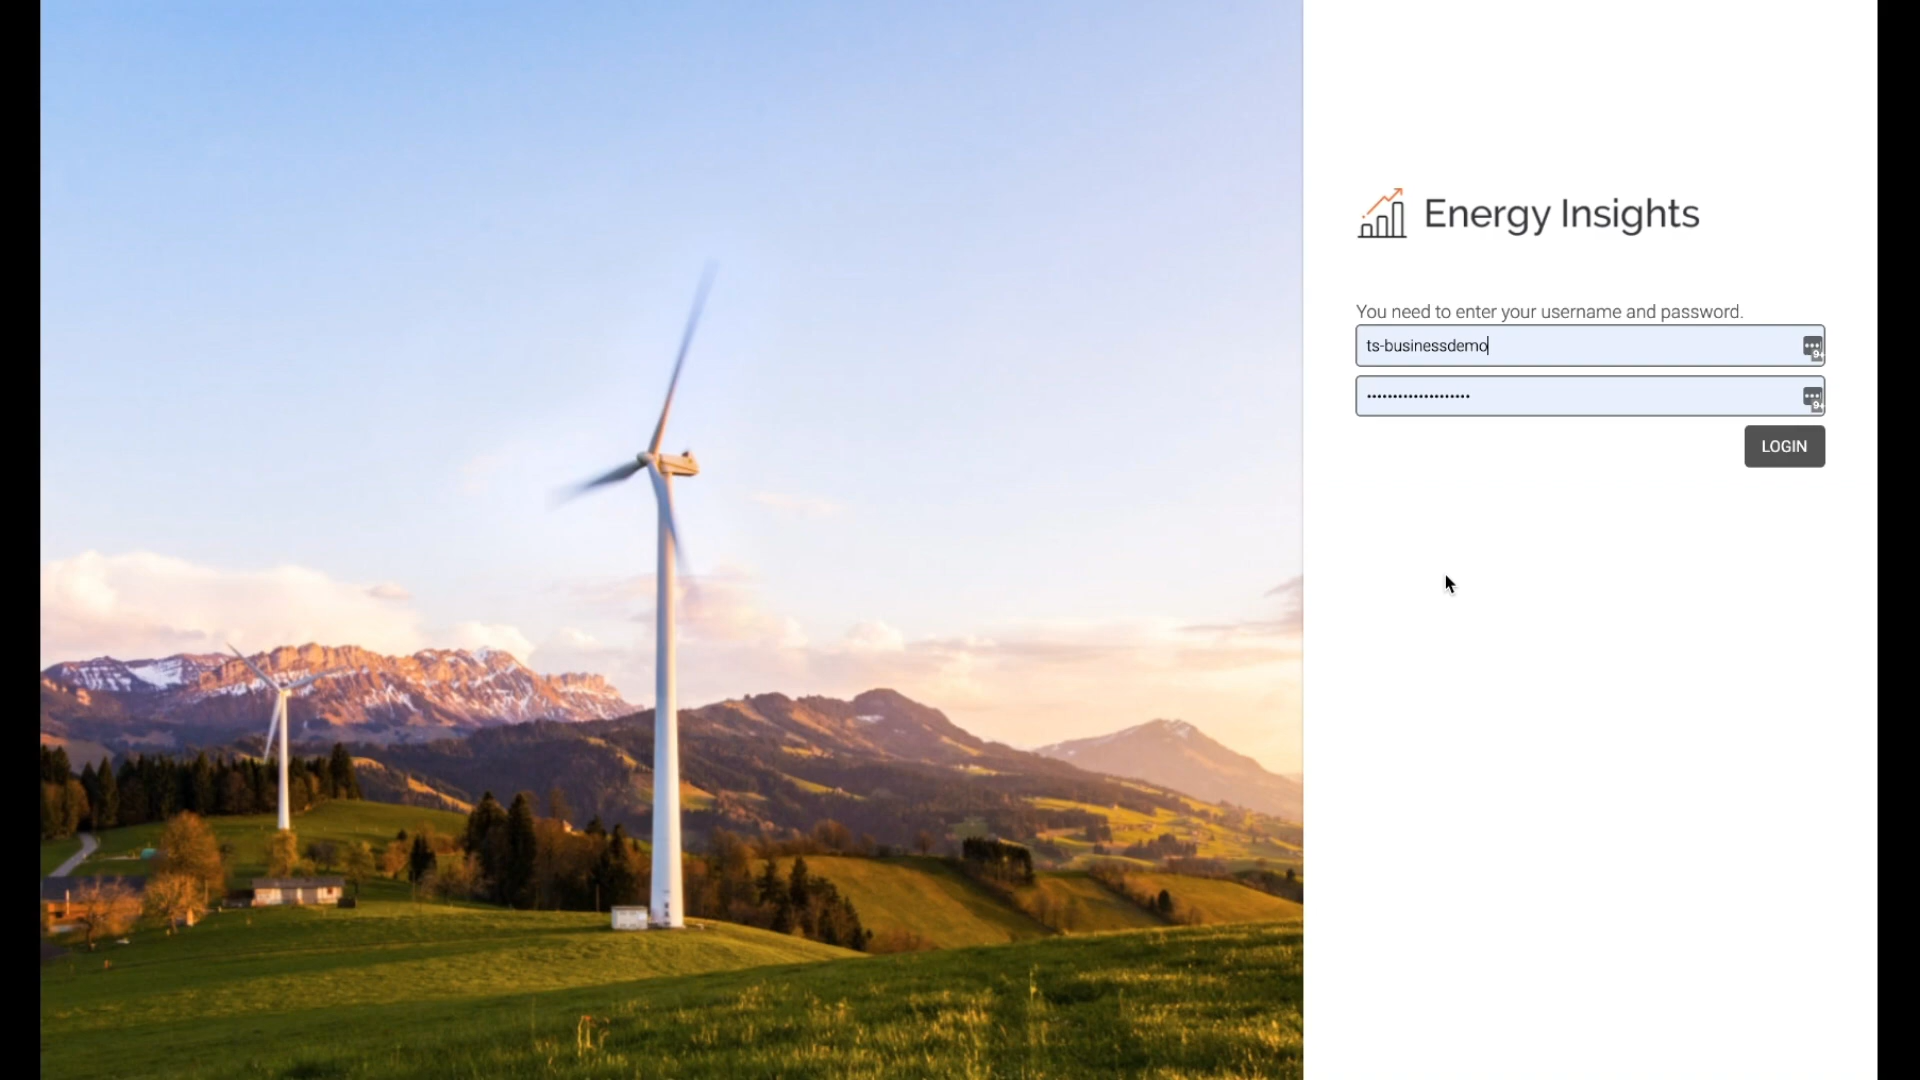 Energy Insights
You need to enter your username and password.
ts-businessdemo
••••••••••••••••••••
LOGIN